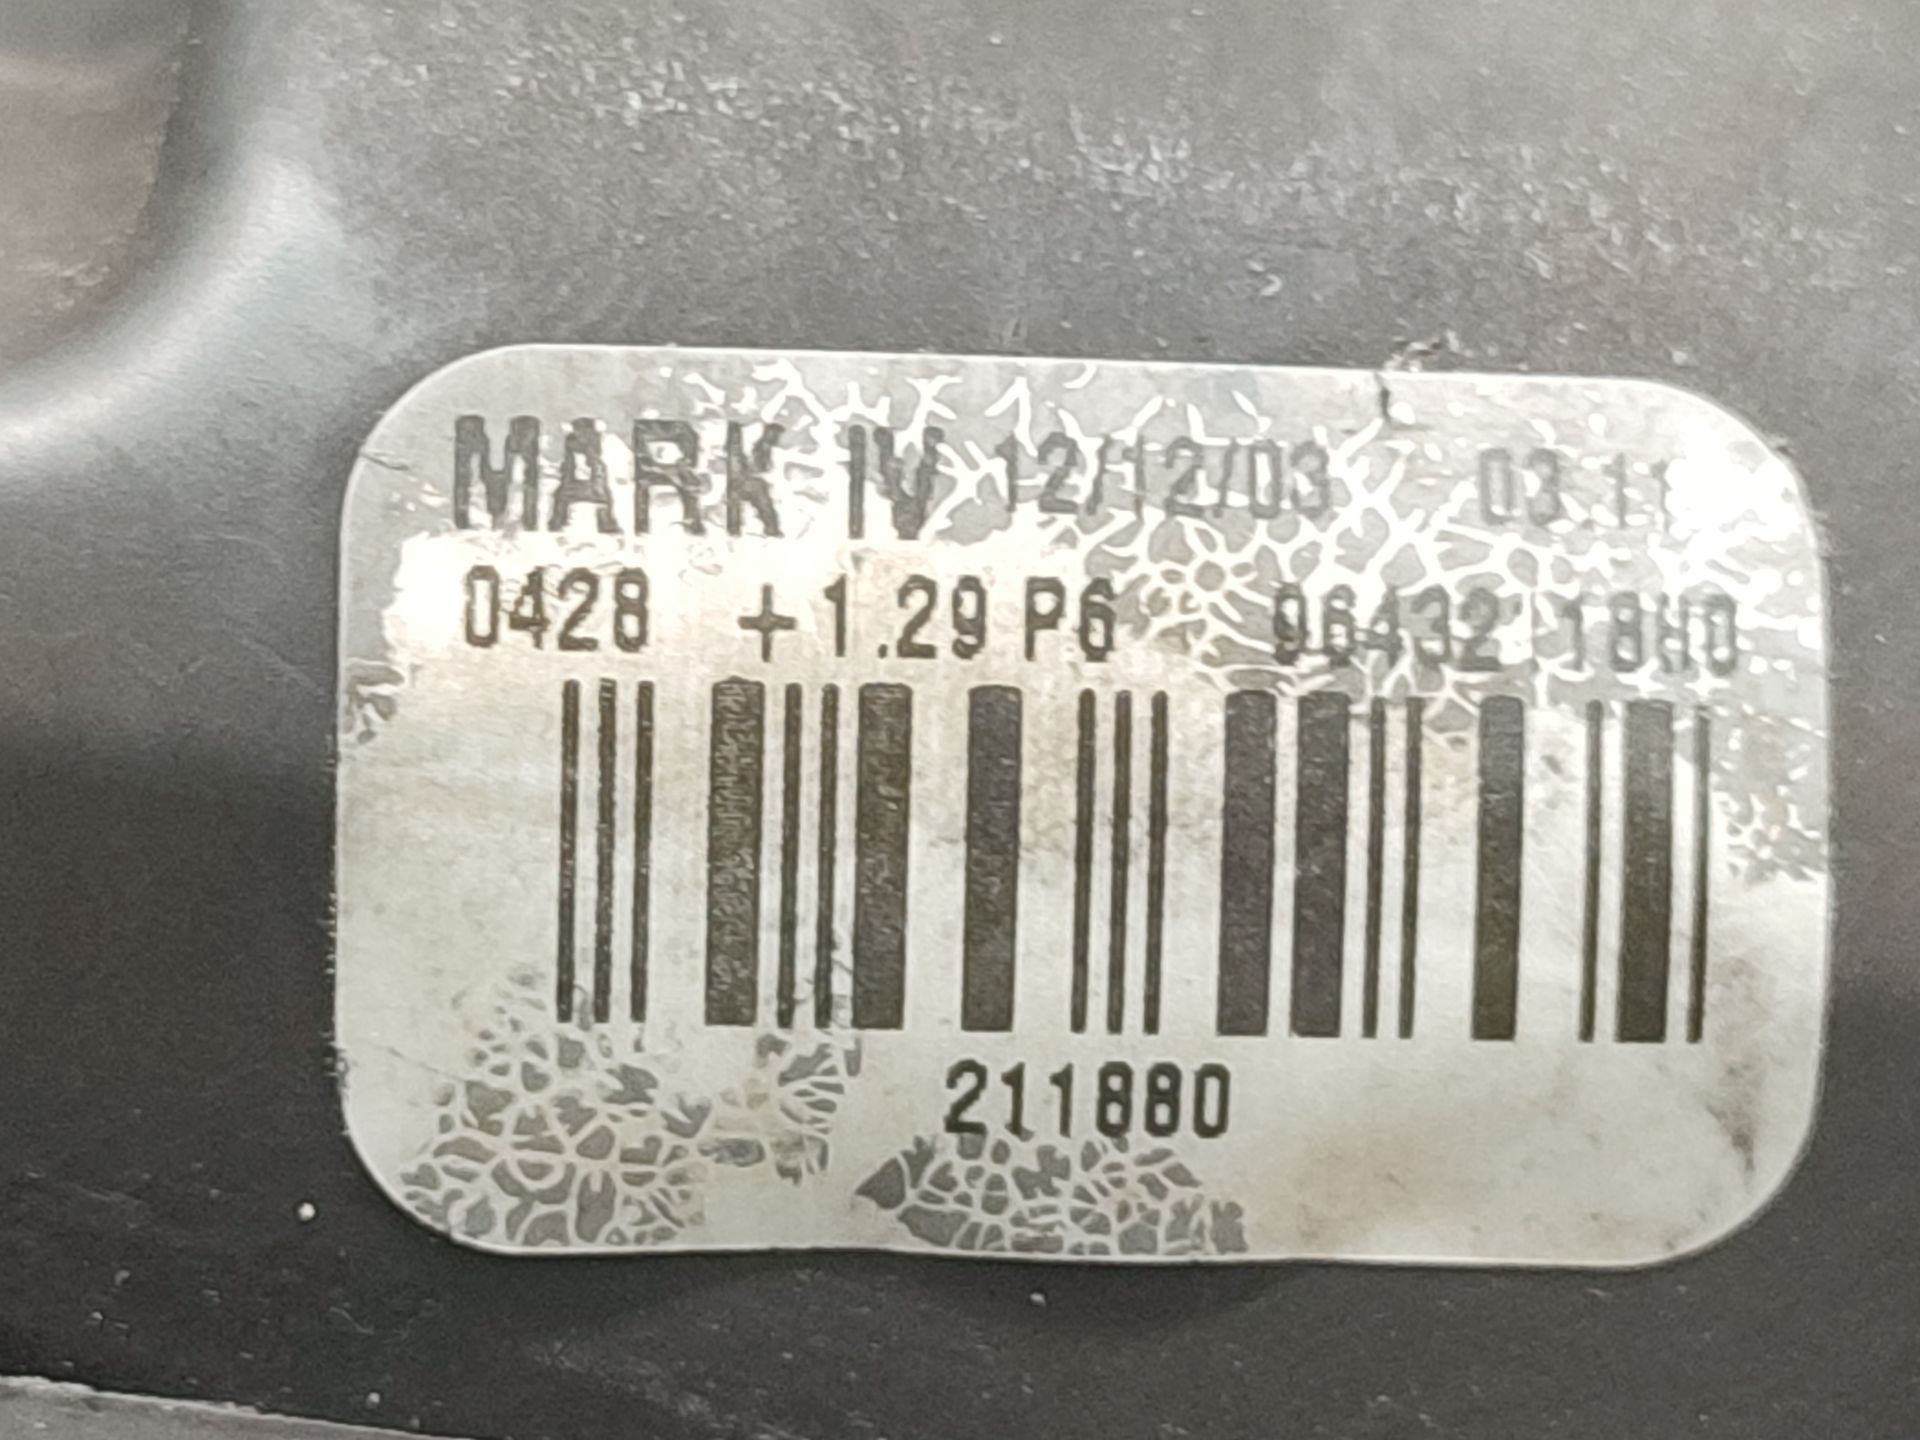 MARK IV 12/12/03 03.11
0428 +1.29 P6 96432 1880
211880